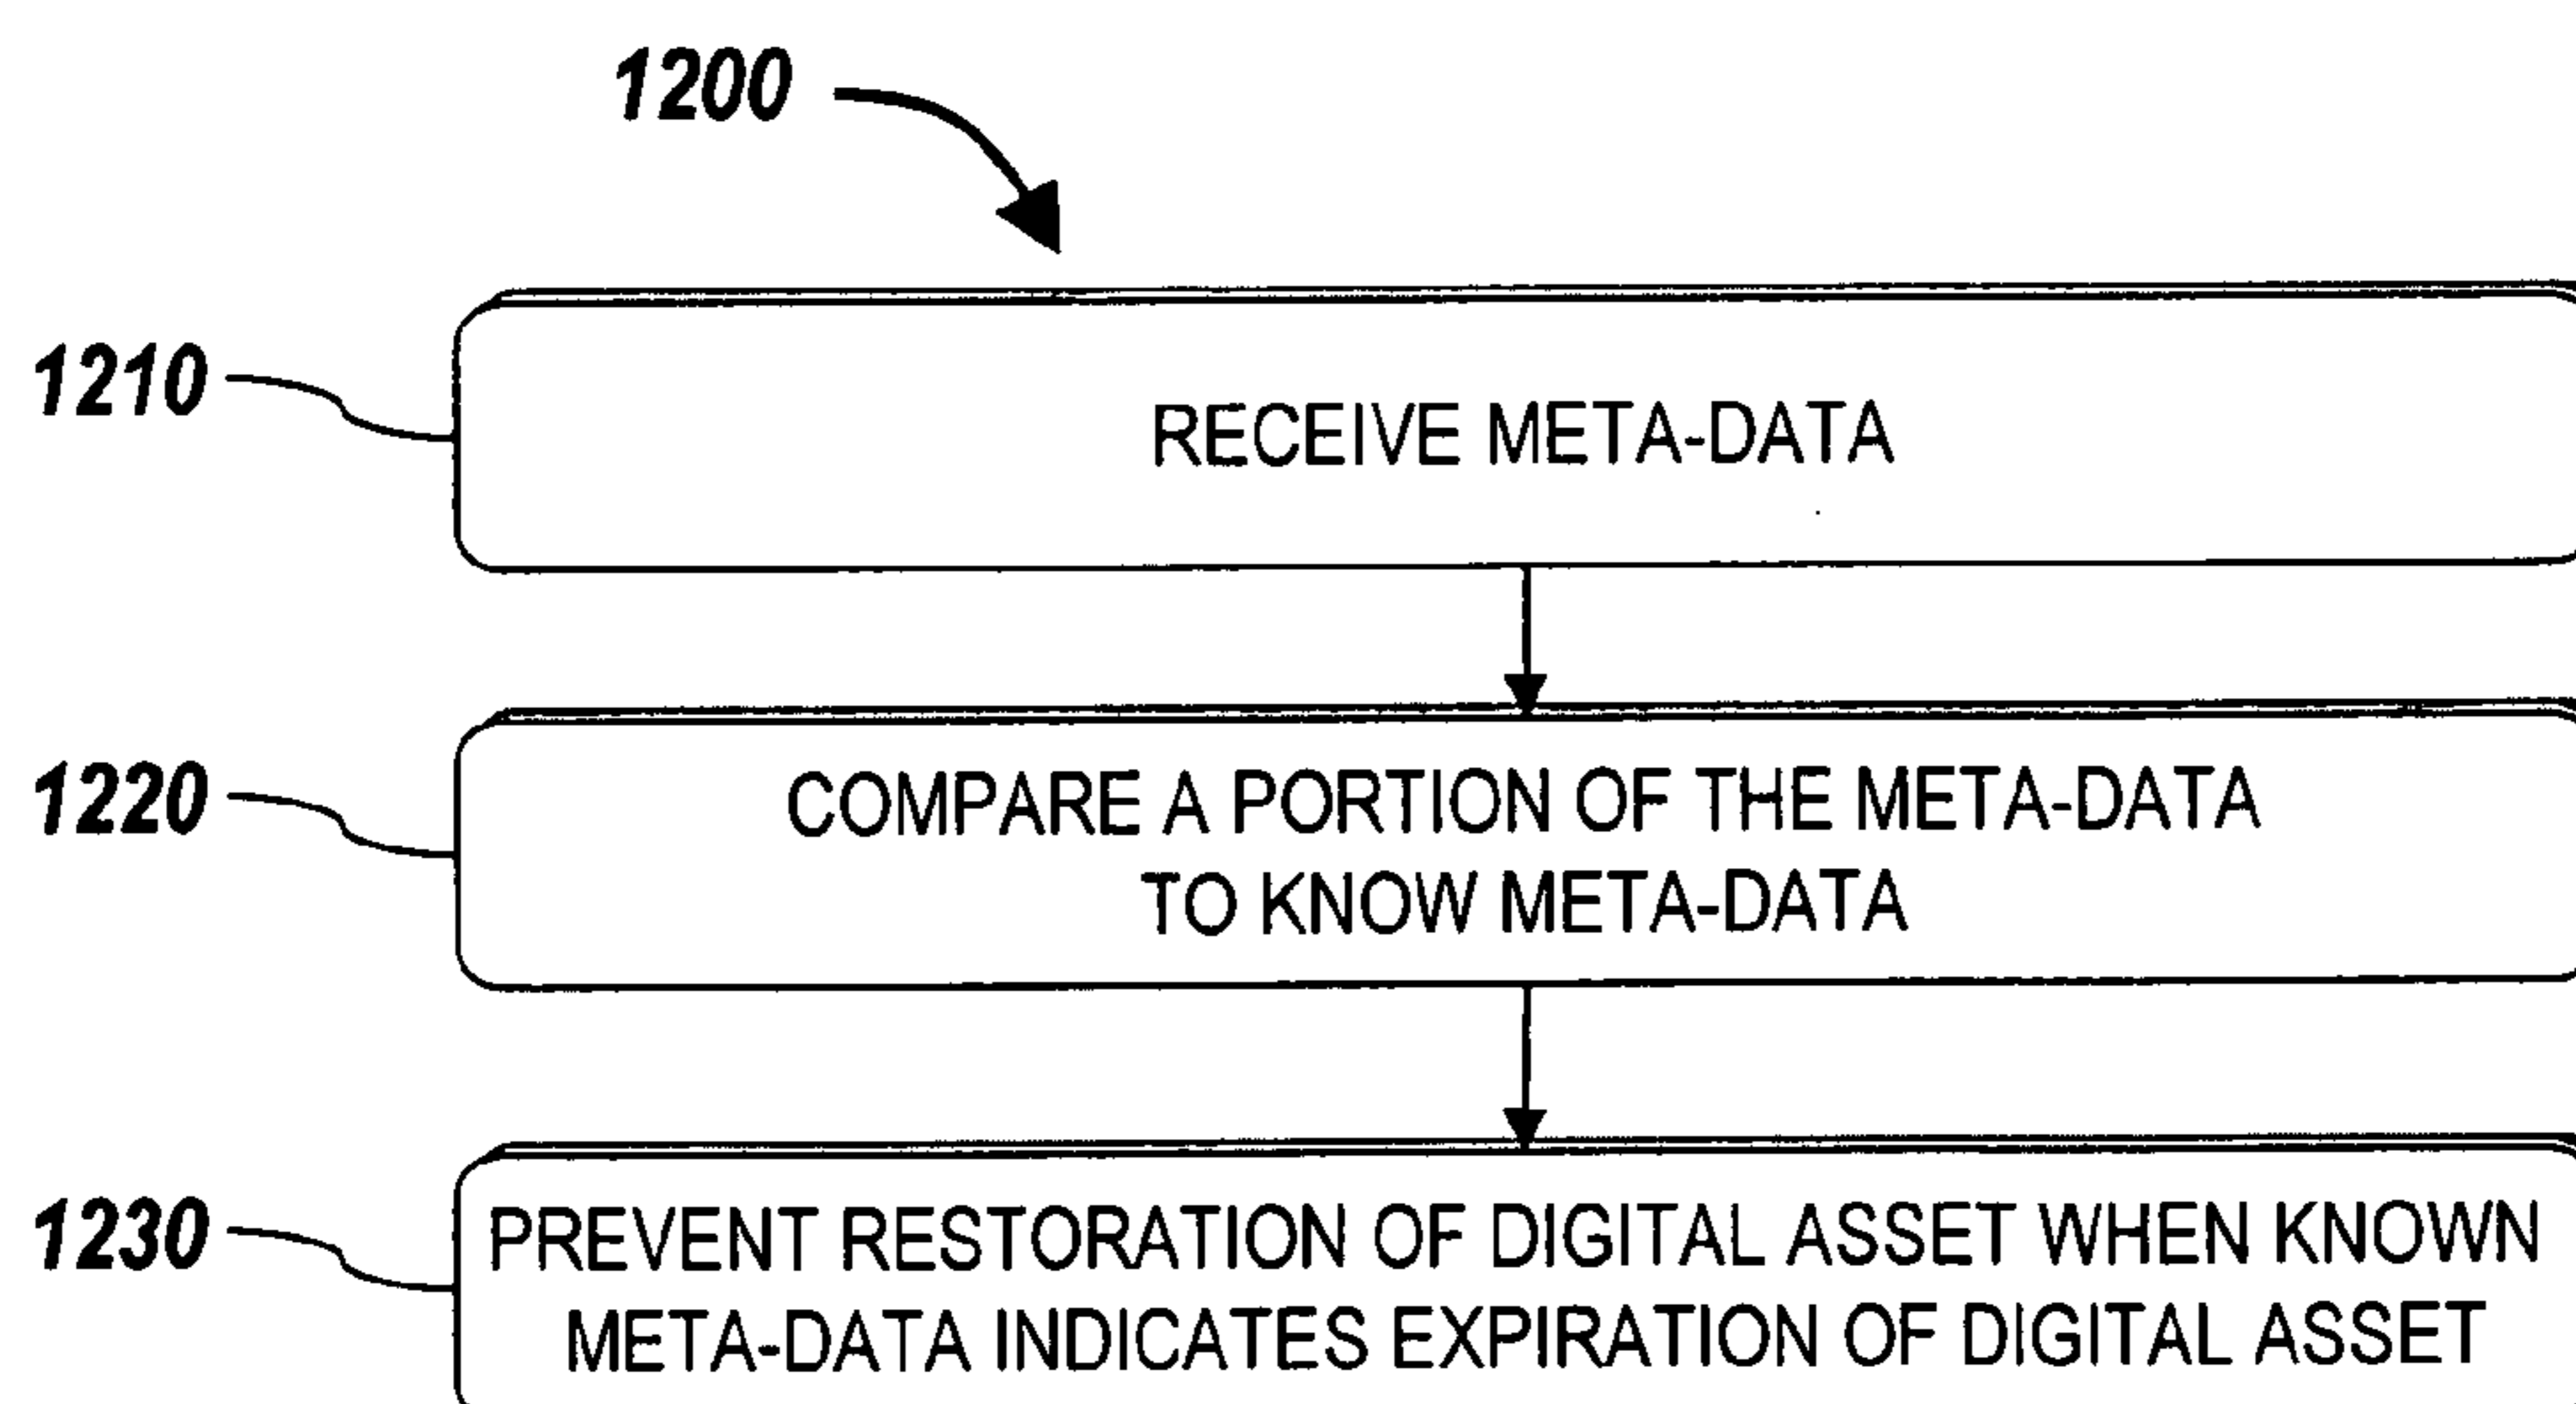 1200
1210
RECEIVE META-DATA
1220
COMPARE A PORTION OF THE META-DATA
TO KNOW META-DATA
1230
PREVENT RESTORATION OF DIGITAL ASSET WHEN KNOWN
META-DATA INDICATES EXPIRATION OF DIGITAL ASSET